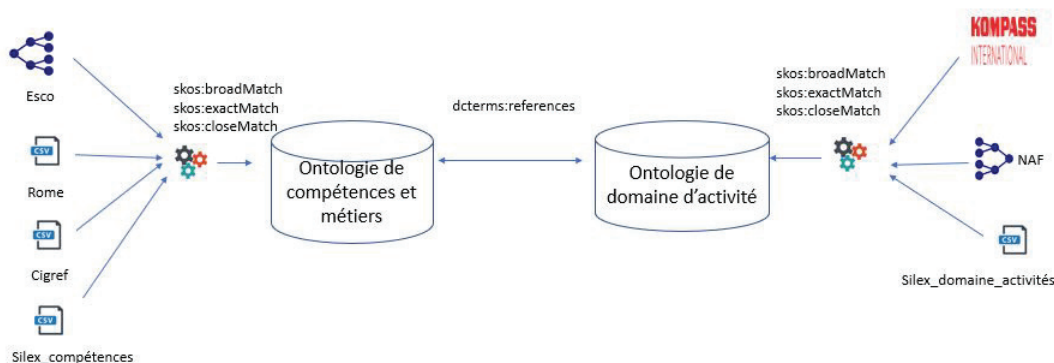 Esco
CSV
Rome
CSV
Cigref
CSV
Silex_compétences
skos:broadMatch
skos:exactMatch
skos:closeMatch
Ontologie de
compétences et
métiers
dcterms:references
Ontologie de
domaine d'activité
skos:broadMatch
skos:exactMatch
skos:closeMatch
KOMPASS
INTERNATIONAL
NAF
CSV
Silex_domaine_activités